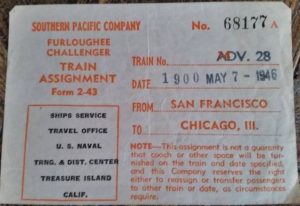 SOUTHERN PACIFIC COMPANY
No. 68177 A
FURLOUGHEE
CHALLENGER
TRAIN
ASSIGNMENT
Form 2-43
TRAIN No. ADV. 28
DATE 1900 MAY 7 - 1946
FROM SAN FRANCISCO
TO CHICAGO, Ill.
SHIPS SERVICE
TRAVEL OFFICE
U. S. NAVAL
TRNG. & DIST. CENTER
TREASURE ISLAND
CALIF.
NOTE—This assignment is not a guaranty
that coach or other space will be fur-
nished on the train and date specified,
and this Company reserves the right
either to reassign or transfer passengers
to other train or date, as circumstances
require.